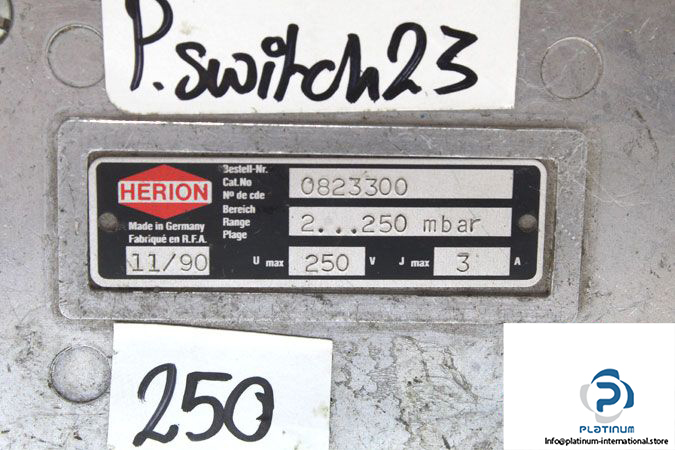 P. switch23
HERION
Made in Germany
Fabriqué en R.F.A.
11/90
Bestell-Nr.
Cat.No
Nº de cde
0823300
Bereich
Range
Plage
2...250 mbar
U max 250 V J max 3 A
250
PLATINUM
Info@platinum-international.store